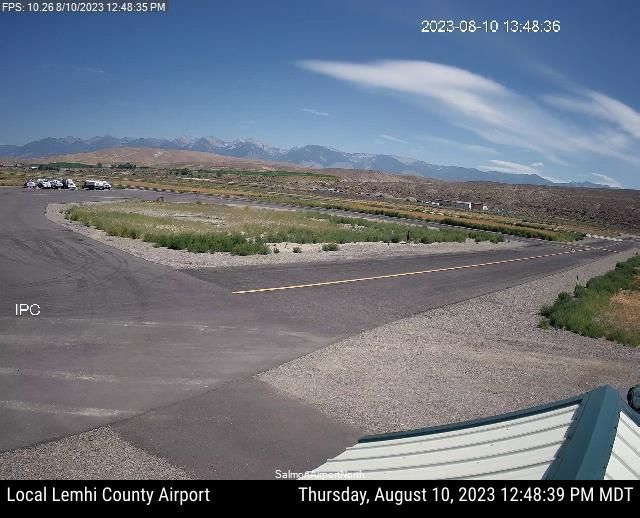 FPS: 10.26 8/10/2023 12:48:35 PM
2023-08-10 13:48:36
IPC
SalmonAirportNorth
Local Lemhi County Airport Thursday, August 10, 2023 12:48:39 PM MDT